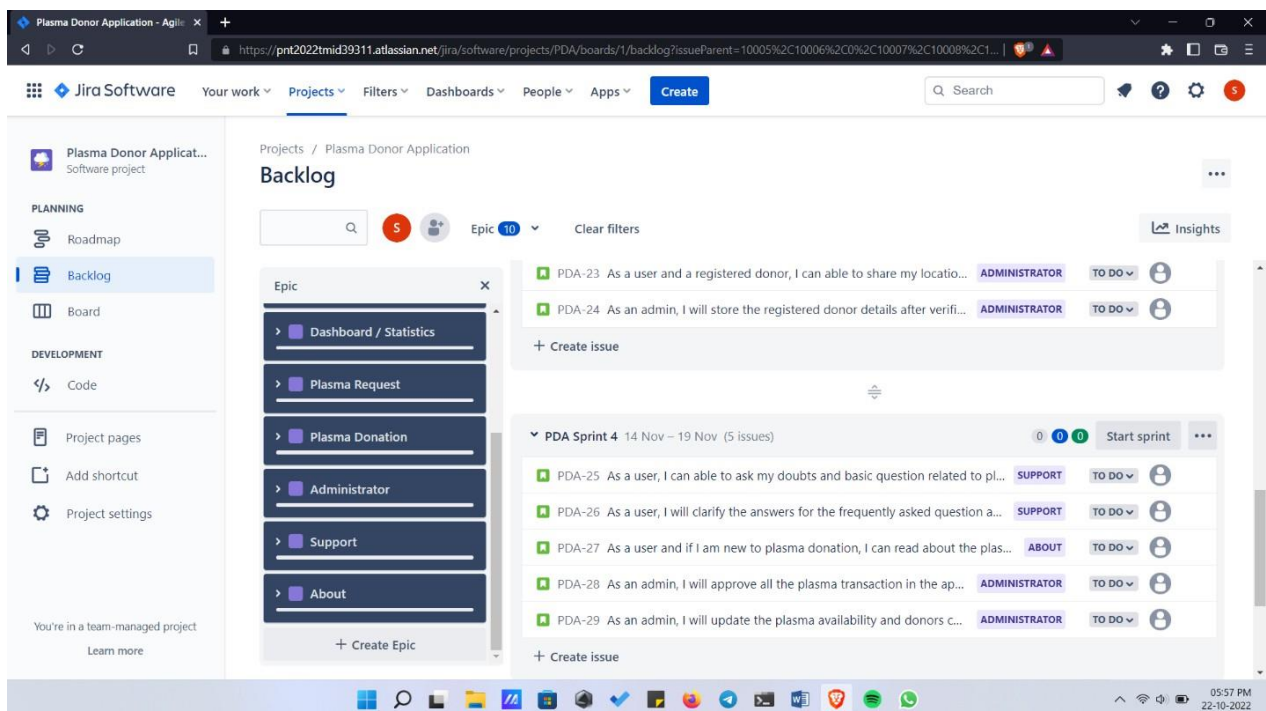 Plasma Donor Application - Agile
https://pnt2022tmid39311.atlassian.net/jira/software/projects/PDA/boards/1/backlog?issueParent=10005%2C10006%2C0%2C10007%2C10008%2C1...
Jira Software Your work Projects Filters Dashboards People Apps Create Search S
Plasma Donor Applicat...
Software project
PLANNING
Roadmap
Backlog
Board
DEVELOPMENT
Code
Project pages
Add shortcut
Project settings
You're in a team-managed project
Learn more
Projects / Plasma Donor Application
Backlog
S Epic 10 Clear filters Insights
Epic
Dashboard / Statistics
Plasma Request
Plasma Donation
Administrator
Support
About
+ Create Epic
PDA-23 As a user and a registered donor, I can able to share my locatio... ADMINISTRATOR TO DO
PDA-24 As an admin, I will store the registered donor details after verifi... ADMINISTRATOR TO DO
+ Create issue
PDA Sprint 4 14 Nov – 19 Nov (5 issues) 0 0 0 Start sprint
PDA-25 As a user, I can able to ask my doubts and basic question related to pl... SUPPORT TO DO
PDA-26 As a user, I will clarify the answers for the frequently asked question a... SUPPORT TO DO
PDA-27 As a user and if I am new to plasma donation, I can read about the plas... ABOUT TO DO
PDA-28 As an admin, I will approve all the plasma transaction in the ap... ADMINISTRATOR TO DO
PDA-29 As an admin, I will update the plasma availability and donors c... ADMINISTRATOR TO DO
+ Create issue
05:57 PM
22-10-2022